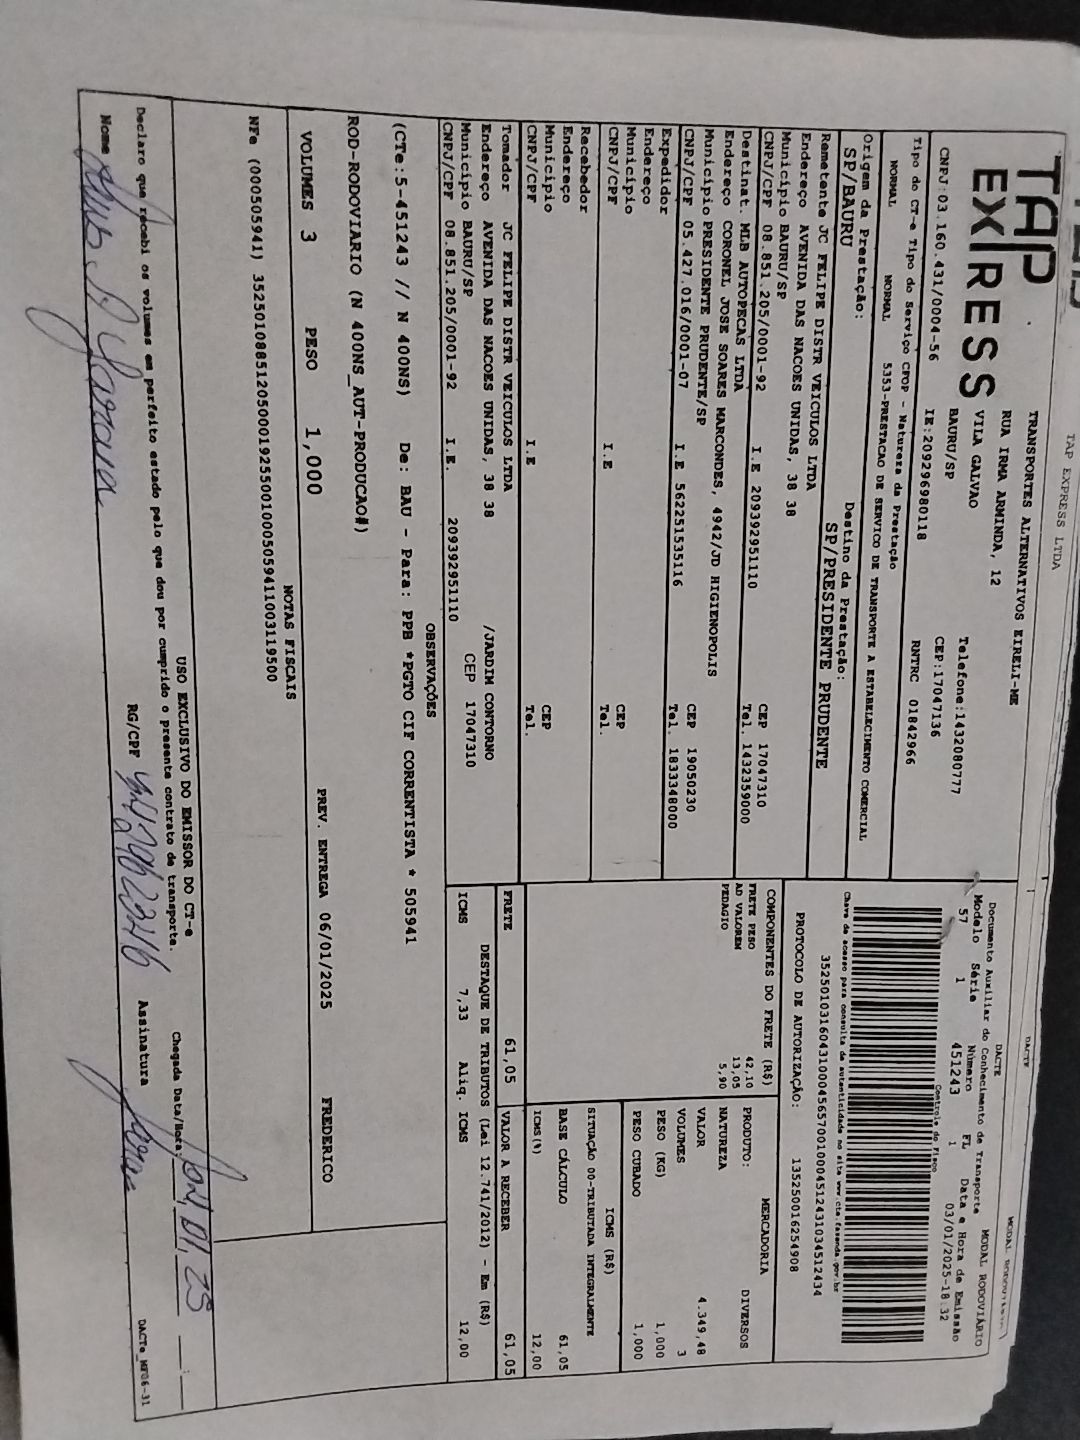 TAP EXPRESS LTDA
DACTE
MODAL RODOVIÁRIO
TAP
EXPRESS
TRANSPORTES ALTERNATIVOS EIRELI-ME
RUA IRMA ARMINDA, 12
VILA GALVAO
Telefone:1432080777
BAURU/SP
CEP:17047136
CNPJ:03.160.431/0004-56
IE:209296980118
RNTRC 01842966
DACTE
Documento Auxiliar do Conhecimento de Transporte
MODAL RODOVIÁRIO
Modelo Série Número FL Data e Hora de Emissão
57 1 451243 1 03/01/2025-18:32
Controle do Fisco
Chave de acesso para consulta de autenticidade no site www.cte.fazenda.gov.br
PROTOCOLO DE AUTORIZAÇÃO: 135250016254908
Tipo do CT-e Tipo do Serviço CFOP - Natureza da Prestação
NORMAL NORMAL 5353-PRESTACAO DE SERVICO DE TRANSPORTE A ESTABELECIMENTO COMERCIAL
Origem da Prestação: Destino da Prestação:
SP/BAURU SP/PRESIDENTE PRUDENTE
Remetente JC FELIPE DISTR VEICULOS LTDA
Endereço AVENIDA DAS NACOES UNIDAS, 38 38
Município BAURU/SP CEP 17047310
CNPJ/CPF 08.851.205/0001-92 I.E 209392951110 Tel. 1432359000
Destinat. MLB AUTOPECAS LTDA
Endereço CORONEL JOSE SOARES MARCONDES, 4942/JD HIGIENOPOLIS
Município PRESIDENTE PRUDENTE/SP CEP 19050230
CNPJ/CPF 05.427.016/0001-07 I.E 562251535116 Tel. 1833348000
Expedidor
Endereço
Município CEP
CNPJ/CPF I.E Tel.
Recebedor
Endereço
Município CEP
CNPJ/CPF I.E Tel.
Tomador JC FELIPE DISTR VEICULOS LTDA
Endereço AVENIDA DAS NACOES UNIDAS, 38 38 /JARDIM CONTORNO
Município BAURU/SP CEP 17047310
CNPJ/CPF 08.851.205/0001-92 I.E. 209392951110
COMPONENTES DO FRETE (R$)
FRETE PESO 42,10
AD VALOREM 13,05
PEDAGIO 5,90
FRETE 61,05
MERCADORIA
PRODUTO: DIVERSOS
NATUREZA
VALOR 4.349,48
VOLUMES 3
PESO (KG) 1,000
PESO CUBADO 1,000
ICMS (R$)
SITUAÇÃO 00-TRIBUTADA INTEGRALMENTE
BASE CÁLCULO 61,05
ICMS(%) 12,00
VALOR A RECEBER 61,05
DESTAQUE DE TRIBUTOS (Lei 12.741/2012) - Em (R$)
ICMS 7,33 Aliq. ICMS 12,00
OBSERVAÇÕES
(CTe:5-451243 // N 400NS) De: BAU - Para: PPB *PGTO CIF CORRENTISTA * 505941
ROD-RODOVIARIO (N 400NS_AUT-PRODUCAO#)
VOLUMES 3 PESO 1,000 PREV. ENTREGA 06/01/2025 FREDERICO
NOTAS FISCAIS
NFe (000505941) 35250108851205000192550010005059411003119500
USO EXCLUSIVO DO EMISSOR DO CT-e
Declaro que recebi os volumes em perfeito estado pelo que dou por cumprido o presente contrato de transporte.
Chegada Data/Hora:
Nome RG/CPF Assinatura
DACTe_MF06-31